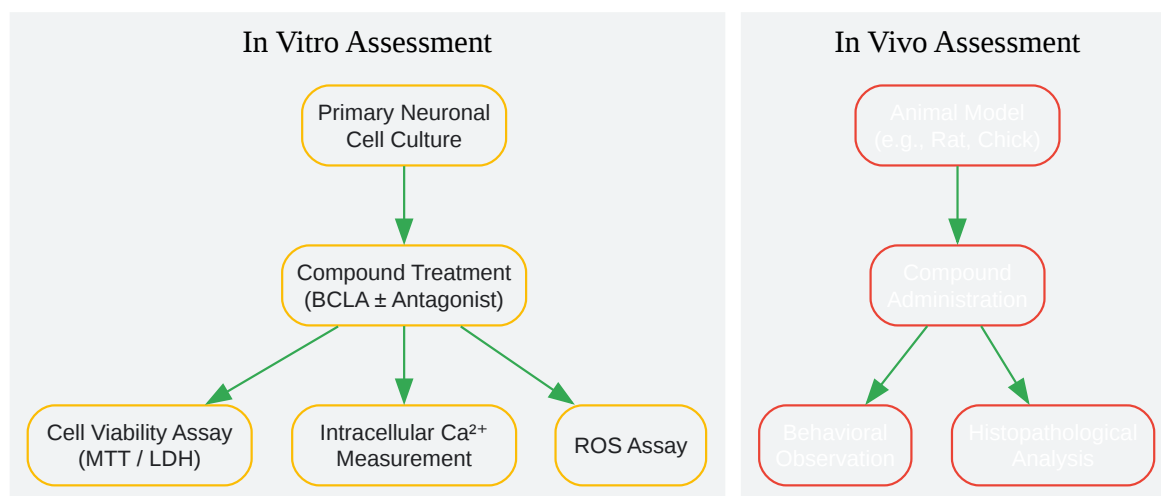 In Vitro Assessment
Primary Neuronal
Cell Culture
Compound Treatment
(BCLA ± Antagonist)
Cell Viability Assay
(MTT / LDH)
Intracellular Ca²⁺
Measurement
ROS Assay
In Vivo Assessment
Animal Model
(e.g., Rat, Chick)
Compound
Administration
Behavioral
Observation
Histopathological
Analysis